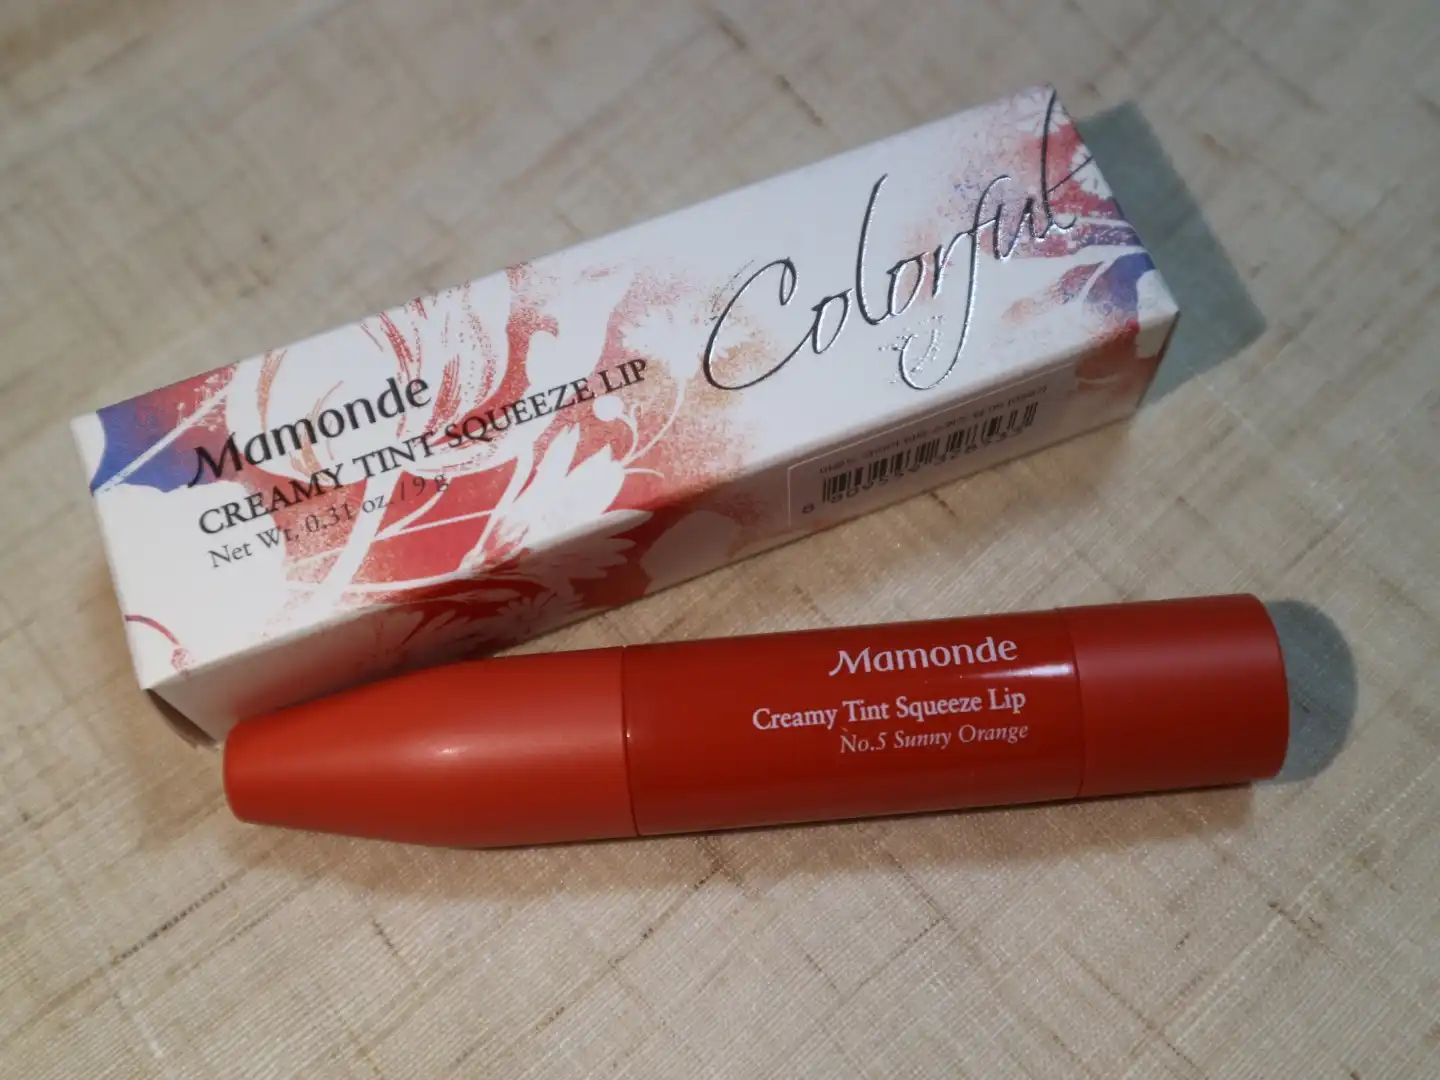 Colorful
Mamonde
CREAMY TINT SQUEEZE LIP
Net Wt. 0.31 oz. / 9 g
Mamonde
Creamy Tint Squeeze Lip
No.5 Sunny Orange